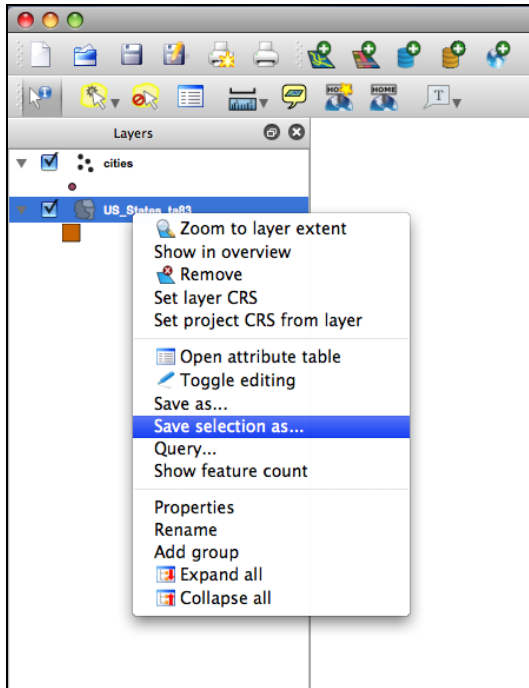 HOME
T
Layers
cities
US_States_ta83
Zoom to layer extent
Show in overview
Remove
Set layer CRS
Set project CRS from layer
Open attribute table
Toggle editing
Save as...
Save selection as...
Query...
Show feature count
Properties
Rename
Add group
Expand all
Collapse all